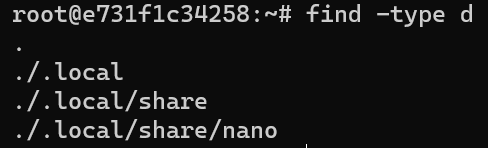 root@e731f1c34258:~# find -type d
.
./.local
./.local/share
./.local/share/nano